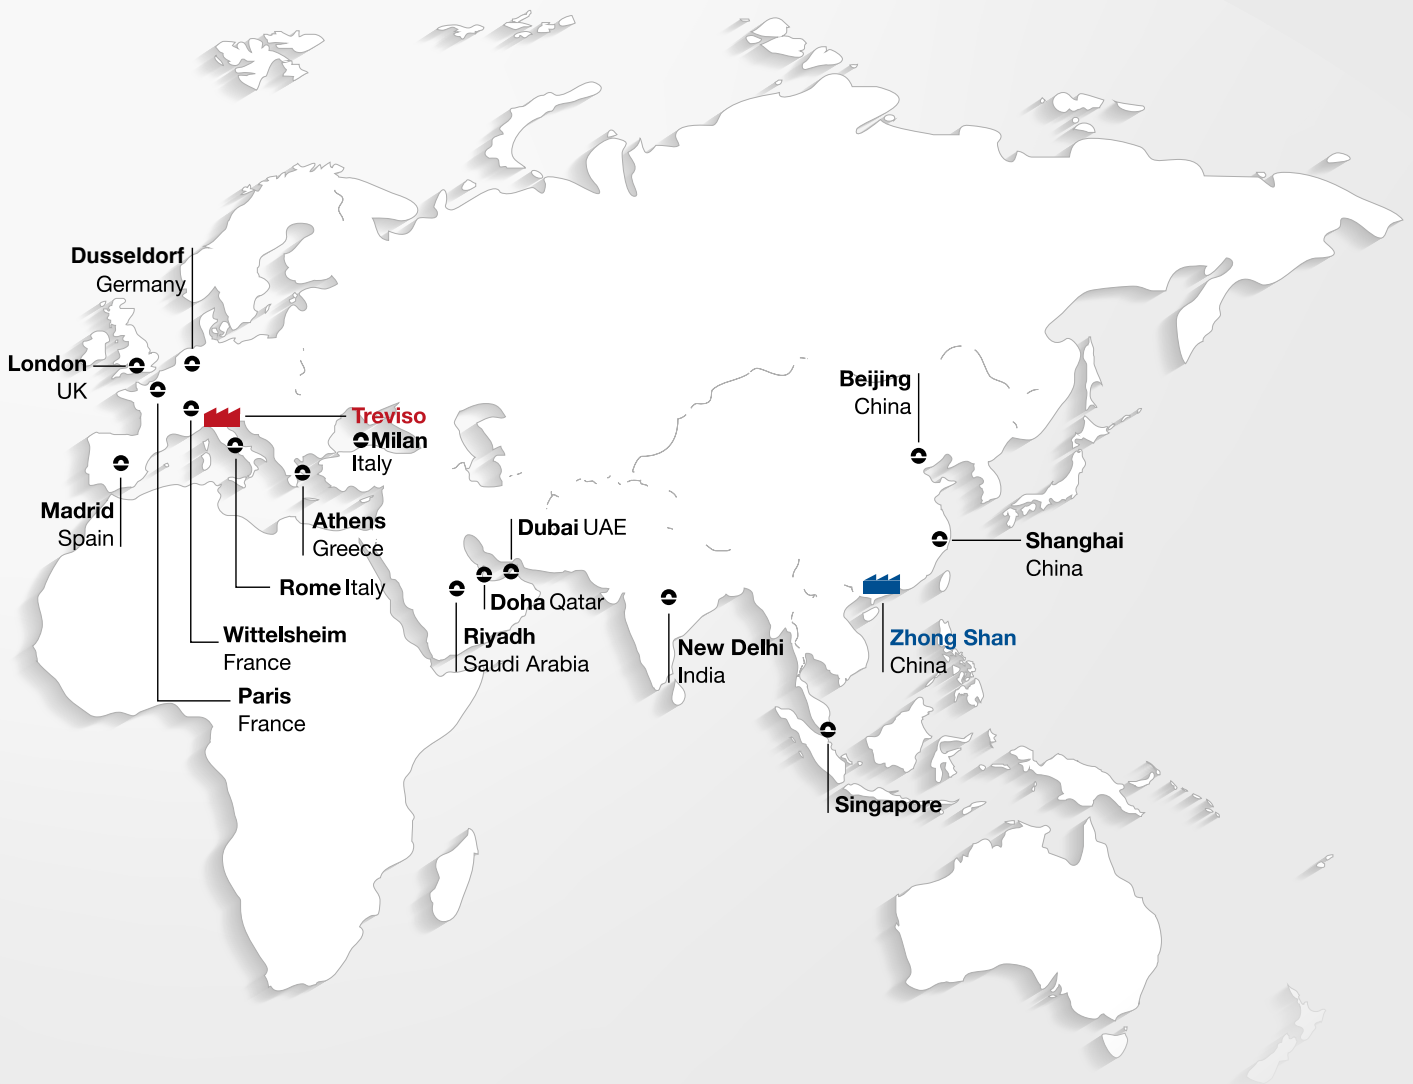 Dusseldorf
Germany
London
UK
Treviso
Milan
Italy
Beijing
China
Madrid
Spain
Athens
Greece
Dubai UAE
Shanghai
China
Rome Italy
Doha Qatar
Wittelsheim
France
Riyadh
Saudi Arabia
New Delhi
India
Zhong Shan
China
Paris
France
Singapore